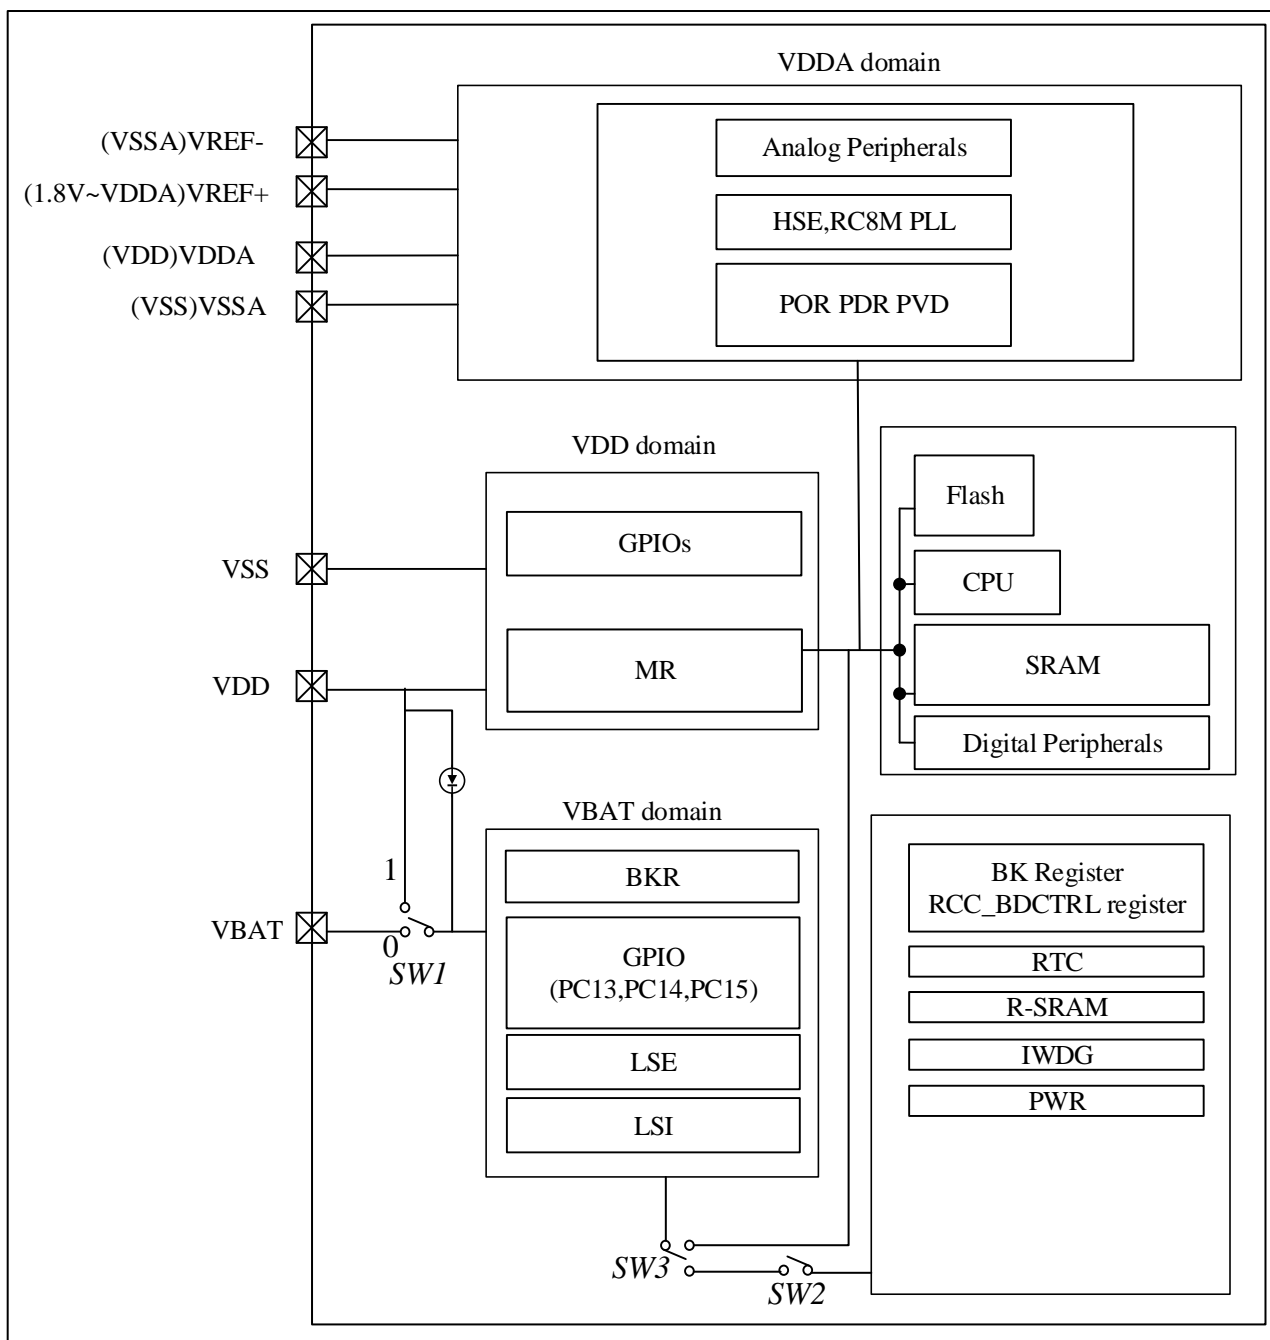 VDDA domain
(VSSA)VREF-
(1.8V~VDDA)VREF+
(VDD)VDDA
(VSS)VSSA
Analog Peripherals
HSE,RC8M PLL
POR PDR PVD
VDD domain
VSS
VDD
GPIOs
MR
Flash
CPU
SRAM
Digital Peripherals
VBAT domain
1
VBAT
0
SW1
BKR
GPIO
(PC13,PC14,PC15)
LSE
LSI
BK Register
RCC_BDCTRL register
RTC
R-SRAM
IWDG
PWR
SW3
SW2